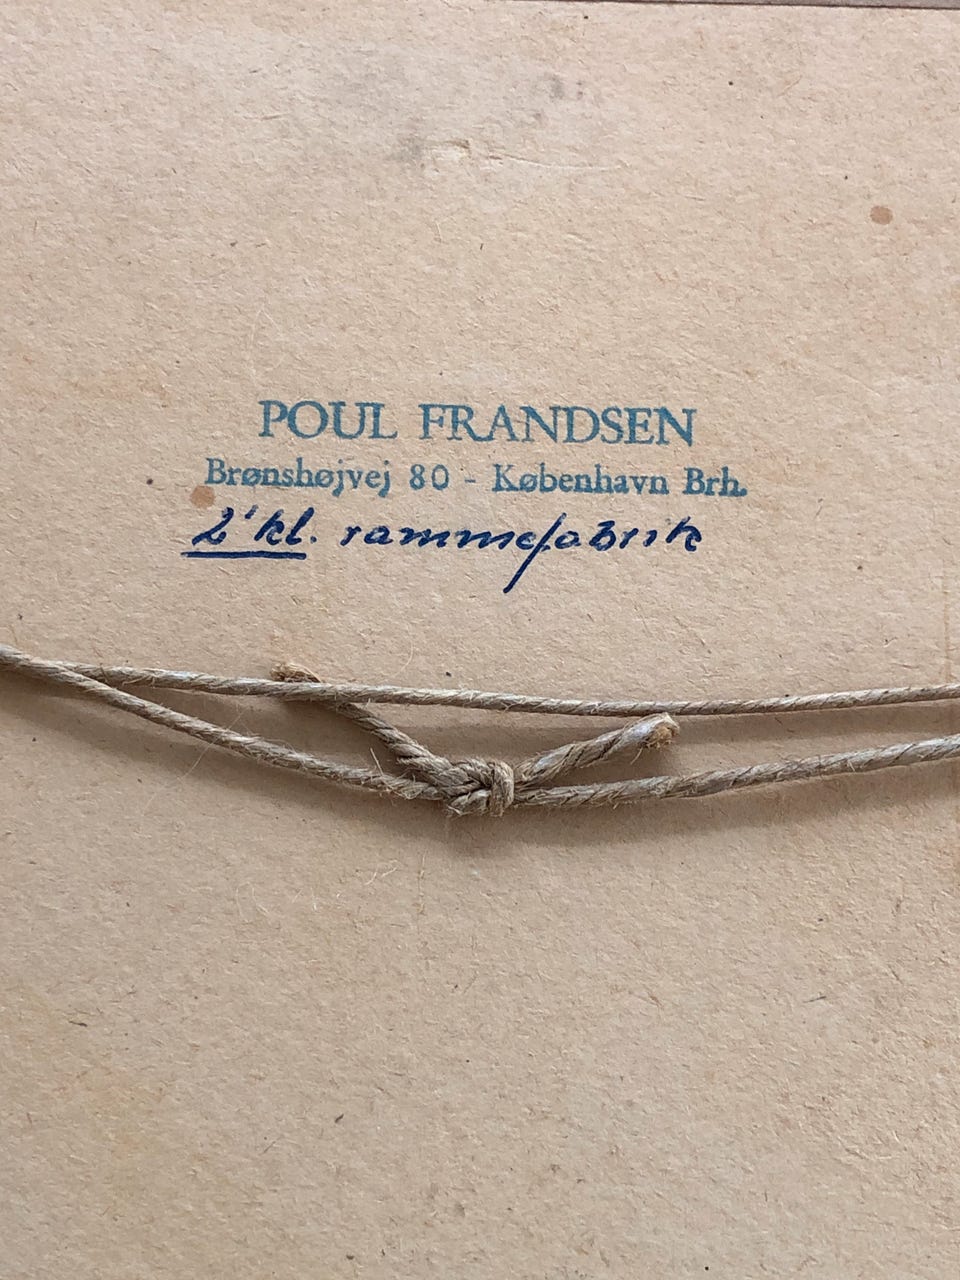 POUL FRANDSEN
Brønshøjvej 80 - København Brh.
2' kl. rammefabrik